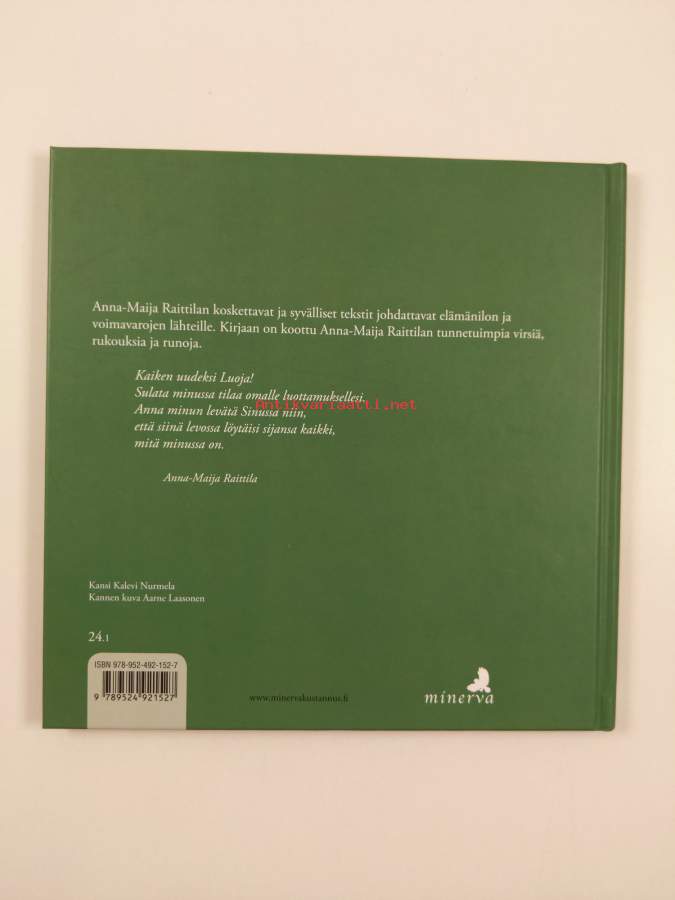 Anna-Maija Raittilan koskettavat ja syvälliset tekstit johdattavat elämänilon ja
voimavarojen lähteille. Kirjaan on koottu Anna-Maija Raittilan tunnetuimpia virsiä,
rukouksia ja runoja.
Kaiken uudeksi Luoja!
Sulata minussa tilaa omalle luottamuksellesi.
Antikvariaatti.net
Anna minun levätä Sinussa niin,
että siinä levossa löytäisi sijansa kaikki,
mitä minussa on.
Anna-Maija Raittila
Kansi Kalevi Nurmela
Kannen kuva Aarne Laasonen
24.1
ISBN 978-952-492-152-7
9 789524 921527
www.minervakustannus.fi
minerva